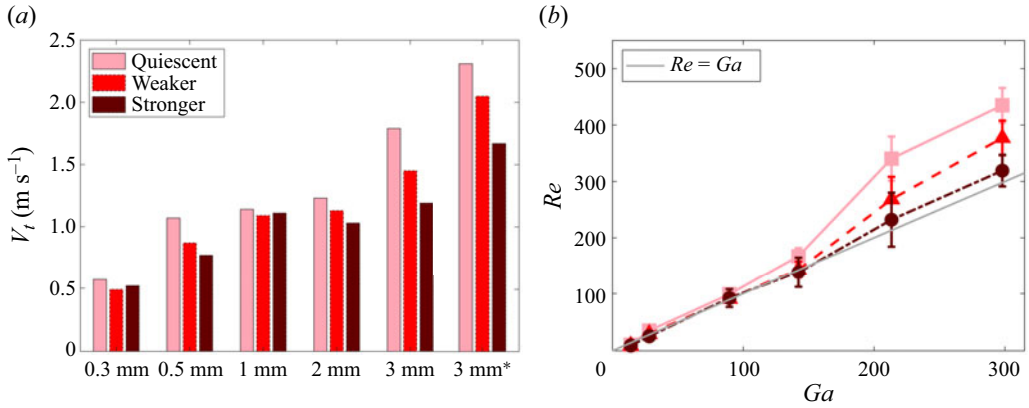 (a)
2.5
2.0
1.5
1.0
0.5
0
V_t (m s⁻¹)
Quiescent
Weaker
Stronger
0.3 mm 0.5 mm 1 mm 2 mm 3 mm 3 mm*
(b)
500
400
300
200
100
Re
Re = Ga
0 100 200 300
Ga